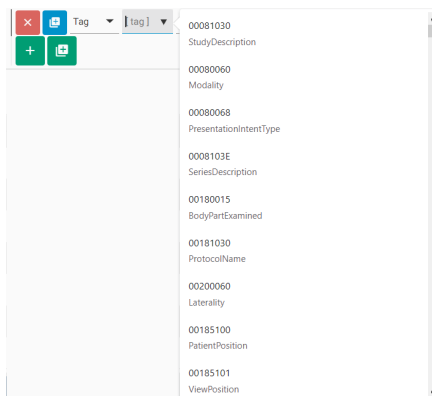 Tag
[ tag ]
00081030
StudyDescription
00080060
Modality
00080068
PresentationIntentType
0008103E
SeriesDescription
00180015
BodyPartExamined
00181030
ProtocolName
00200060
Laterality
00185100
PatientPosition
00185101
ViewPosition